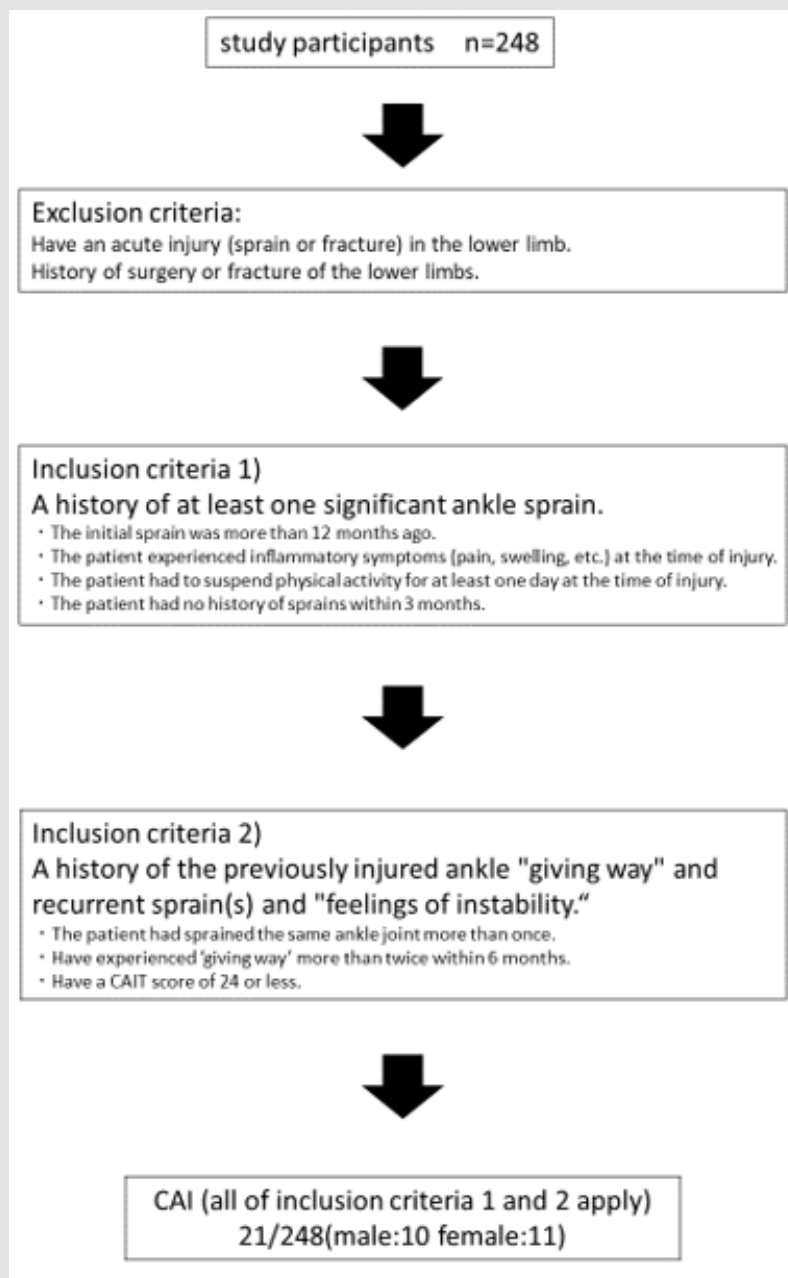 study participants n=248
Exclusion criteria:
Have an acute injury (sprain or fracture) in the lower limb.
History of surgery or fracture of the lower limbs.
Inclusion criteria 1)
A history of at least one significant ankle sprain.
・The initial sprain was more than 12 months ago.
・The patient experienced inflammatory symptoms (pain, swelling, etc.) at the time of injury.
・The patient had to suspend physical activity for at least one day at the time of injury.
・The patient had no history of sprains within 3 months.
Inclusion criteria 2)
A history of the previously injured ankle "giving way" and
recurrent sprain(s) and "feelings of instability.“
・The patient had sprained the same ankle joint more than once.
・Have experienced ‘giving way’ more than twice within 6 months.
・Have a CAIT score of 24 or less.
CAI (all of inclusion criteria 1 and 2 apply)
21/248(male:10 female:11)